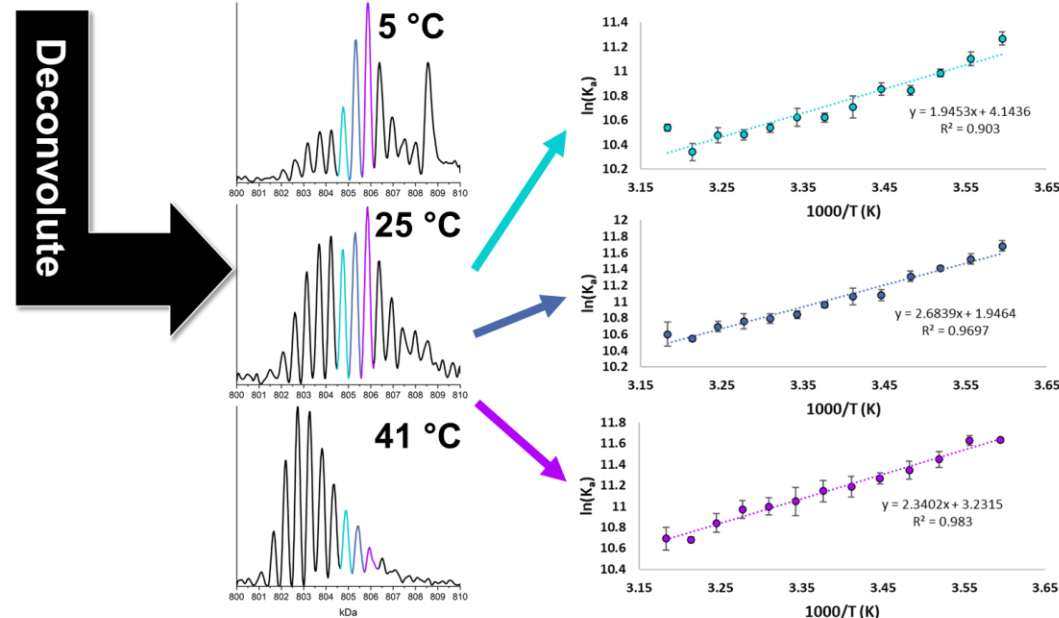 Deconvolute
5 °C
800 801 802 803 804 805 806 807 808 809 810
25 °C
800 801 802 803 804 805 806 807 808 809 810
41 °C
800 801 802 803 804 805 806 807 808 809 810
kDa
ln(Kₐ)
11.4
11.2
11
10.8
10.6
10.4
10.2
y = 1.9453x + 4.1436
R² = 0.903
3.15 3.25 3.35 3.45 3.55 3.65
1000/T (K)
ln(Kₐ)
12
11.8
11.6
11.4
11.2
11
10.8
10.6
10.4
10.2
y = 2.6839x + 1.9464
R² = 0.9697
3.15 3.25 3.35 3.45 3.55 3.65
1000/T (K)
ln(Kₐ)
11.8
11.6
11.4
11.2
11
10.8
10.6
10.4
y = 2.3402x + 3.2315
R² = 0.983
3.15 3.25 3.35 3.45 3.55 3.65
1000/T (K)